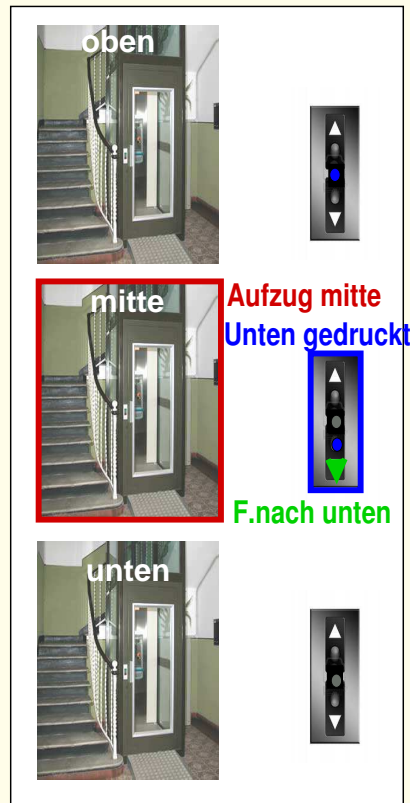 oben
mitte
Aufzug mitte
Unten gedruckt
F.nach unten
unten